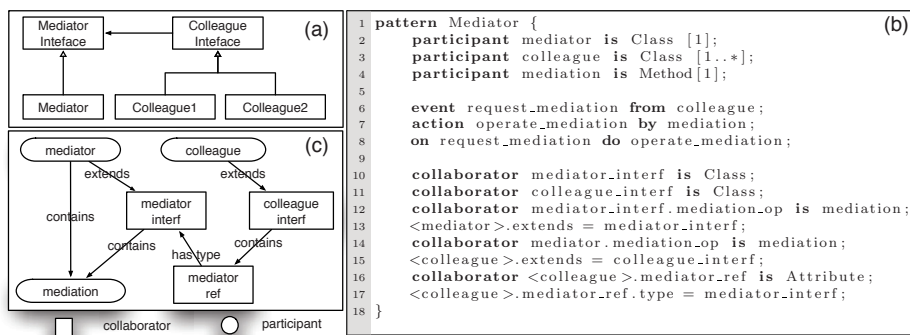 (a)
Mediator
Inteface
Colleague
Inteface
Mediator
Colleague1
Colleague2
(c)
mediator
colleague
extends
extends
mediator
interf
colleague
interf
contains
contains
contains
has type
mediation
mediator
ref
collaborator
participant
(b)
1 pattern Mediator {
2 participant mediator is Class [1];
3 participant colleague is Class [1..*];
4 participant mediation is Method[1];
5
6 event request_mediation from colleague;
7 action operate_mediation by mediation;
8 on request_mediation do operate_mediation;
9
10 collaborator mediator_interf is Class;
11 collaborator colleague_interf is Class;
12 collaborator mediator_interf.mediation_op is mediation;
13 <mediator>.extends = mediator_interf;
14 collaborator mediator.mediation_op is mediation;
15 <colleague>.extends = colleague_interf;
16 collaborator <colleague>.mediator_ref is Attribute;
17 <colleague>.mediator_ref.type = mediator_interf;
18 }